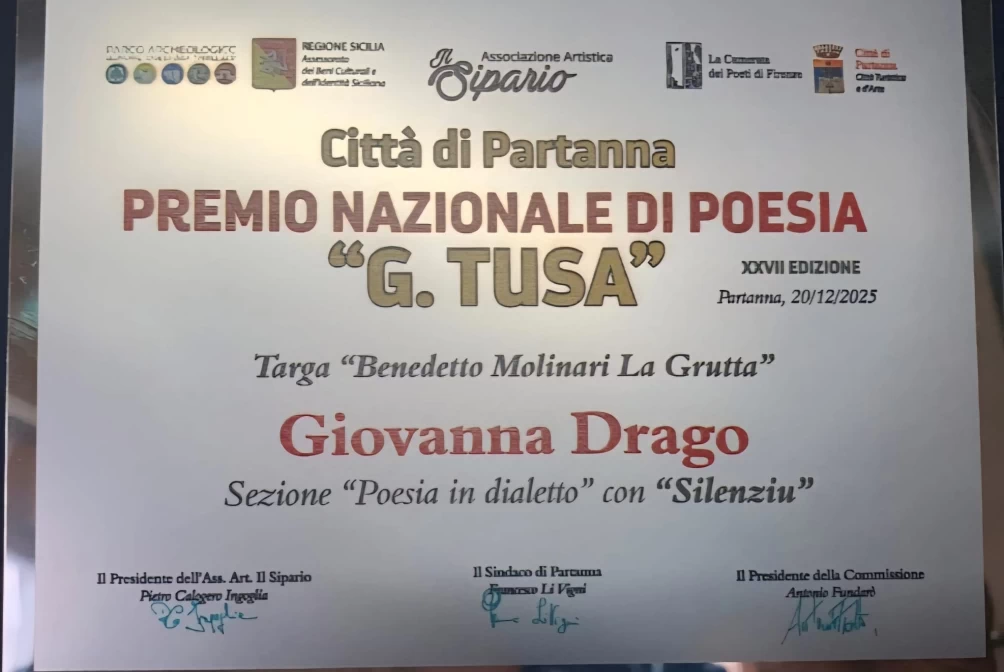 PARCO ARCHEOLOGICO
REGIONE SICILIA
Assessorato
dei Beni Culturali e
dell'Identità Siciliana
Il Sipario
Associazione Artistica
La Camerata
dei Poeti di Firenze
Città di
Partanna
Città Turistica
e d'Arte
Città di Partanna
PREMIO NAZIONALE DI POESIA
“G. TUSA”
XXVII EDIZIONE
Partanna, 20/12/2025
Targa “Benedetto Molinari La Grutta”
Giovanna Drago
Sezione “Poesia in dialetto” con “Silenziu”
Il Presidente dell'Ass. Art. Il Sipario
Pietro Calogero Ingoglia
Il Sindaco di Partanna
Francesco Li Vigni
Il Presidente della Commissione
Antonio Fundarò